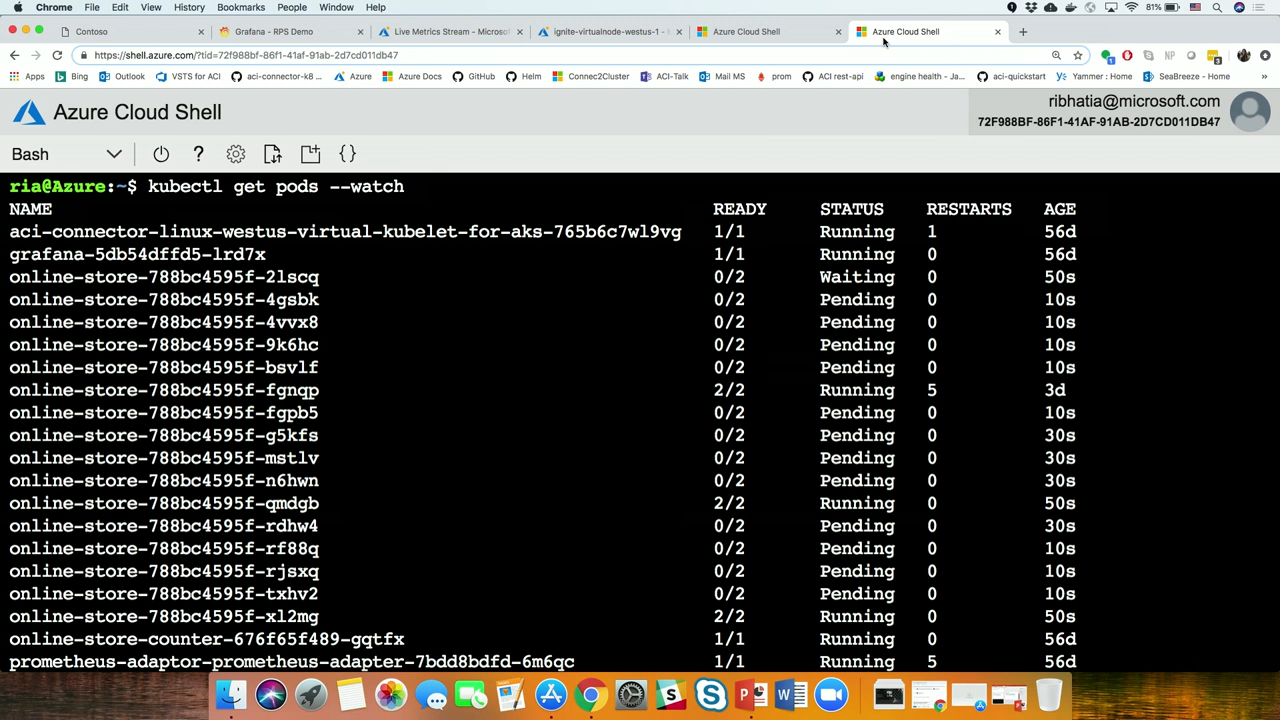 Chrome File Edit View History Bookmarks People Window Help 81%
Contoso Grafana - RPS Demo Live Metrics Stream - Microsof ignite-virtualnode-westus-1 - Azure Cloud Shell Azure Cloud Shell
https://shell.azure.com/?tid=72f988bf-86f1-41af-91ab-2d7cd011db47
Apps Bing Outlook VSTS for ACI aci-connector-k8 Azure Azure Docs GitHub Helm Connec2Cluster ACI-Talk Mail MS prom ACI rest-api engine health - Ja... aci-quickstart Yammer : Home SeaBreeze - Home »
Azure Cloud Shell
ribhatia@microsoft.com
72F988BF-86F1-41AF-91AB-2D7CD011DB47
Bash ? {}
ria@Azure:~$ kubectl get pods --watch
NAME READY STATUS RESTARTS AGE
aci-connector-linux-westus-virtual-kubelet-for-aks-765b6c7wl9vg 1/1 Running 1 56d
grafana-5db54dffd5-lrd7x 1/1 Running 0 56d
online-store-788bc4595f-2lscq 0/2 Waiting 0 50s
online-store-788bc4595f-4gsbk 0/2 Pending 0 10s
online-store-788bc4595f-4vvx8 0/2 Pending 0 10s
online-store-788bc4595f-9k6hc 0/2 Pending 0 10s
online-store-788bc4595f-bsvlf 0/2 Pending 0 10s
online-store-788bc4595f-fgnqp 2/2 Running 5 3d
online-store-788bc4595f-fgpb5 0/2 Pending 0 10s
online-store-788bc4595f-g5kfs 0/2 Pending 0 30s
online-store-788bc4595f-mstlv 0/2 Pending 0 30s
online-store-788bc4595f-n6hwn 0/2 Pending 0 30s
online-store-788bc4595f-qmdgb 2/2 Running 0 50s
online-store-788bc4595f-rdhw4 0/2 Pending 0 30s
online-store-788bc4595f-rf88q 0/2 Pending 0 10s
online-store-788bc4595f-rjsxq 0/2 Pending 0 10s
online-store-788bc4595f-txhv2 0/2 Pending 0 10s
online-store-788bc4595f-xl2mg 2/2 Running 0 50s
online-store-counter-676f65f489-gqtfx 1/1 Running 0 56d
prometheus-adaptor-prometheus-adapter-7bdd8bdfd-6m6qc 1/1 Running 5 56d